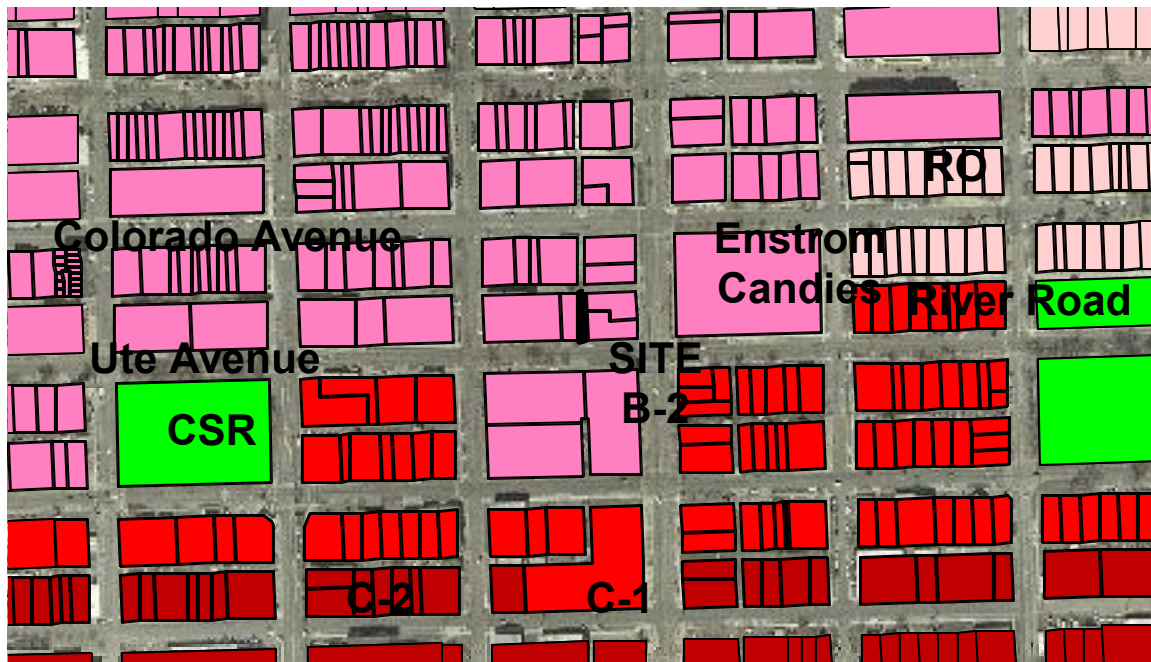 RO
Colorado Avenue
Enstrom
Candies
River Road
Ute Avenue
SITE
B-2
CSR
C-2
C-1